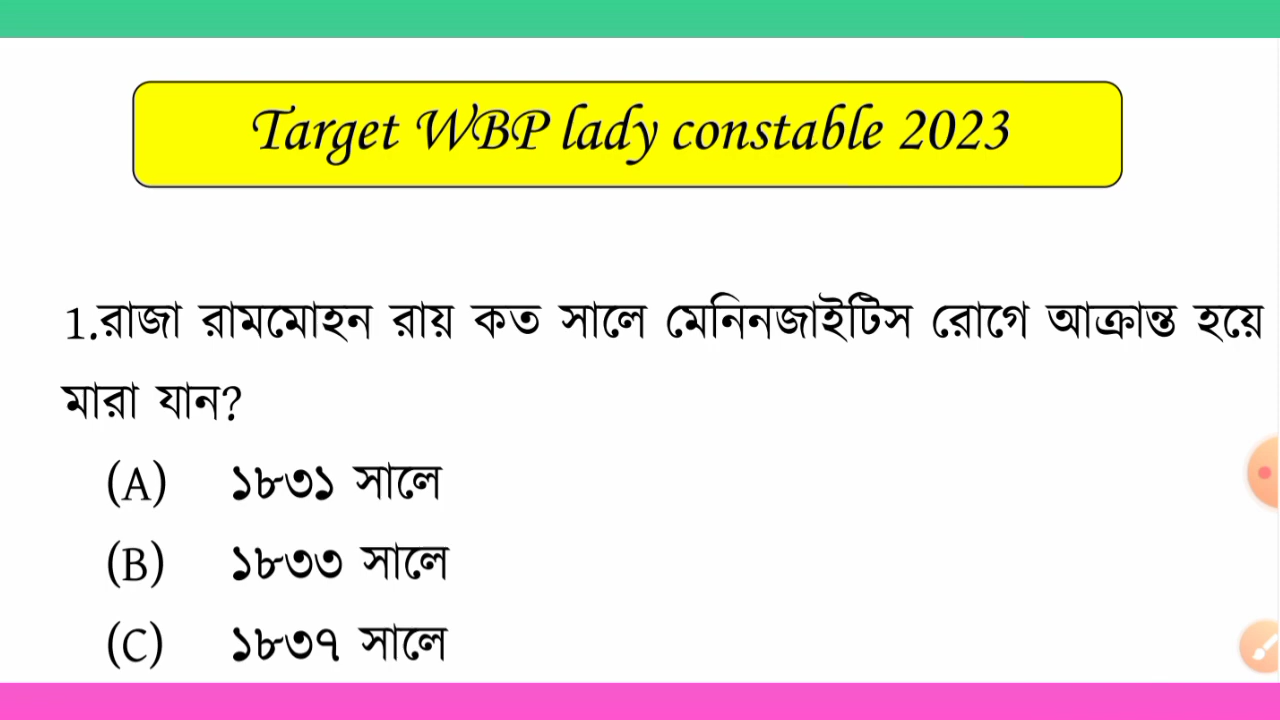 Target WBP lady constable 2023
1.রাজা রামমোহন রায় কত সালে মেনিনজাইটিস রোগে আক্রান্ত হয়ে
মারা যান?
(A) ১৮৩১ সালে
(B) ১৮৩৩ সালে
(C) ১৮৩৭ সালে